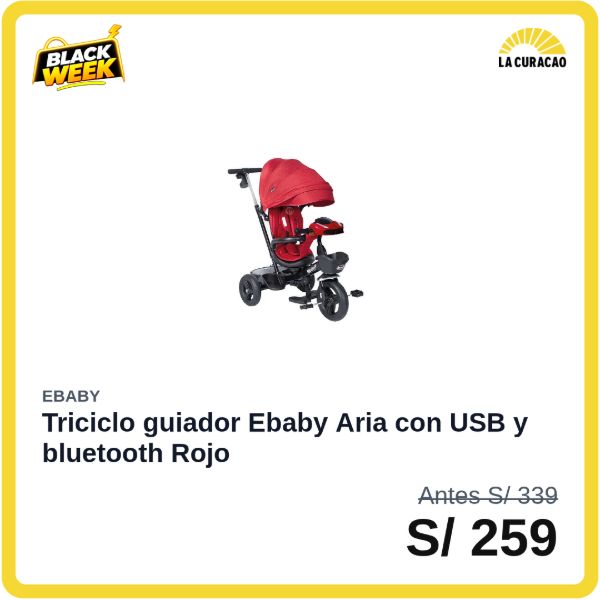 BLACK
WEEK
LA CURACAO
EBABY
Triciclo guiador Ebaby Aria con USB y
bluetooth Rojo
Antes S/ 339
S/ 259